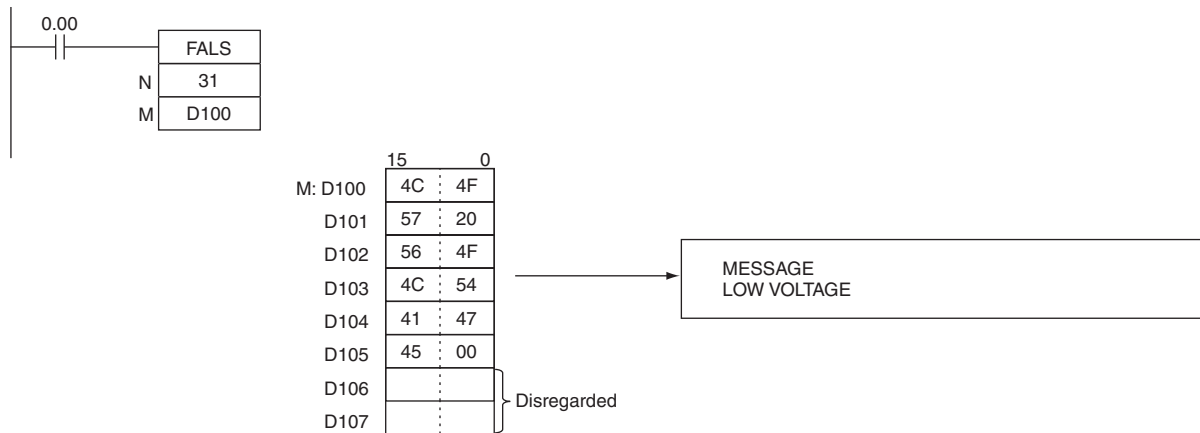 0.00
FALS
N 31
M D100
15 0
M: D100 4C 4F
D101 57 20
D102 56 4F
D103 4C 54
D104 41 47
D105 45 00
D106
D107
Disregarded
MESSAGE
LOW VOLTAGE